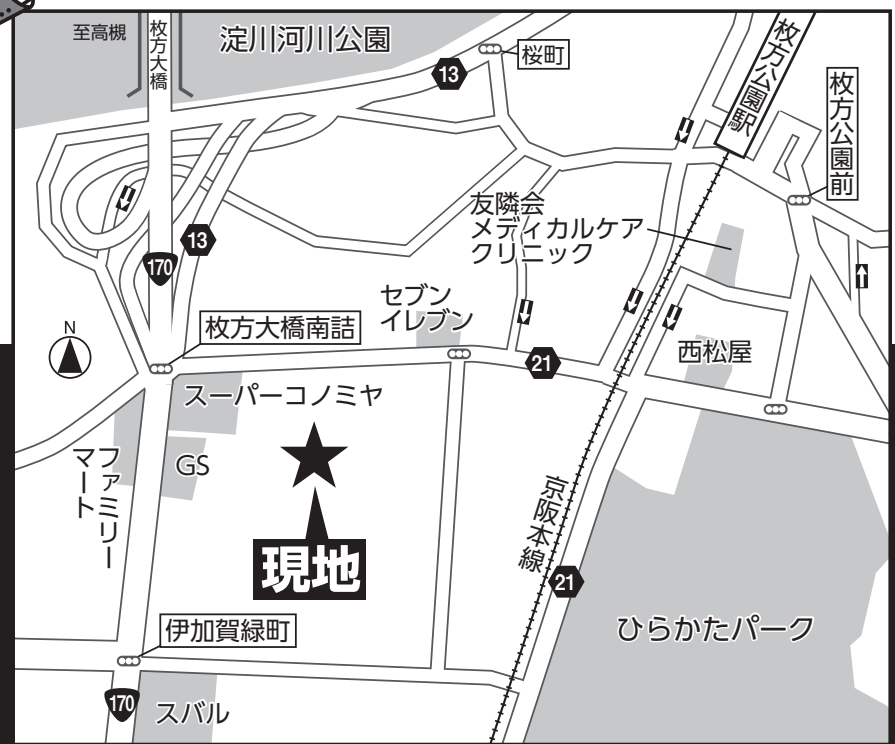 至高槻
枚方大橋
淀川河川公園
13
桜町
枚方公園駅
枚方公園前
友隣会
メディカルケア
クリニック
13
170
N
枚方大橋南詰
セブン
イレブン
21
西松屋
スーパーコノミヤ
GS
ファミリー
マート
現地
京阪本線
21
ひらかたパーク
伊加賀緑町
170
スバル